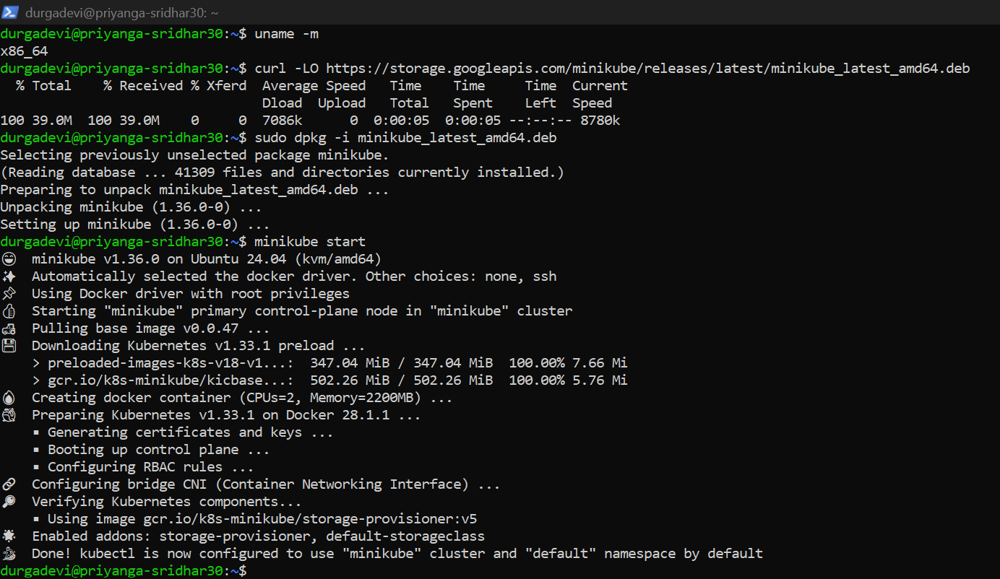 durgadevi@priyanga-sridhar30: ~
durgadevi@priyanga-sridhar30:~$ uname -m
x86_64
durgadevi@priyanga-sridhar30:~$ curl -LO https://storage.googleapis.com/minikube/releases/latest/minikube_latest_amd64.deb
  % Total    % Received % Xferd  Average Speed   Time    Time     Time  Current
                                 Dload  Upload   Total   Spent    Left  Speed
100 39.0M  100 39.0M    0     0  7086k      0  0:00:05  0:00:05 --:--:-- 8780k
durgadevi@priyanga-sridhar30:~$ sudo dpkg -i minikube_latest_amd64.deb
Selecting previously unselected package minikube.
(Reading database ... 41309 files and directories currently installed.)
Preparing to unpack minikube_latest_amd64.deb ...
Unpacking minikube (1.36.0-0) ...
Setting up minikube (1.36.0-0) ...
durgadevi@priyanga-sridhar30:~$ minikube start
😄  minikube v1.36.0 on Ubuntu 24.04 (kvm/amd64)
✨  Automatically selected the docker driver. Other choices: none, ssh
📌  Using Docker driver with root privileges
👍  Starting "minikube" primary control-plane node in "minikube" cluster
🚜  Pulling base image v0.0.47 ...
💾  Downloading Kubernetes v1.33.1 preload ...
    > preloaded-images-k8s-v18-v1...:  347.04 MiB / 347.04 MiB  100.00% 7.66 Mi
    > gcr.io/k8s-minikube/kicbase...:  502.26 MiB / 502.26 MiB  100.00% 5.76 Mi
🔥  Creating docker container (CPUs=2, Memory=2200MB) ...
🐳  Preparing Kubernetes v1.33.1 on Docker 28.1.1 ...
    ▪ Generating certificates and keys ...
    ▪ Booting up control plane ...
    ▪ Configuring RBAC rules ...
🔗  Configuring bridge CNI (Container Networking Interface) ...
🔎  Verifying Kubernetes components...
    ▪ Using image gcr.io/k8s-minikube/storage-provisioner:v5
🌟  Enabled addons: storage-provisioner, default-storageclass
🏄  Done! kubectl is now configured to use "minikube" cluster and "default" namespace by default
durgadevi@priyanga-sridhar30:~$